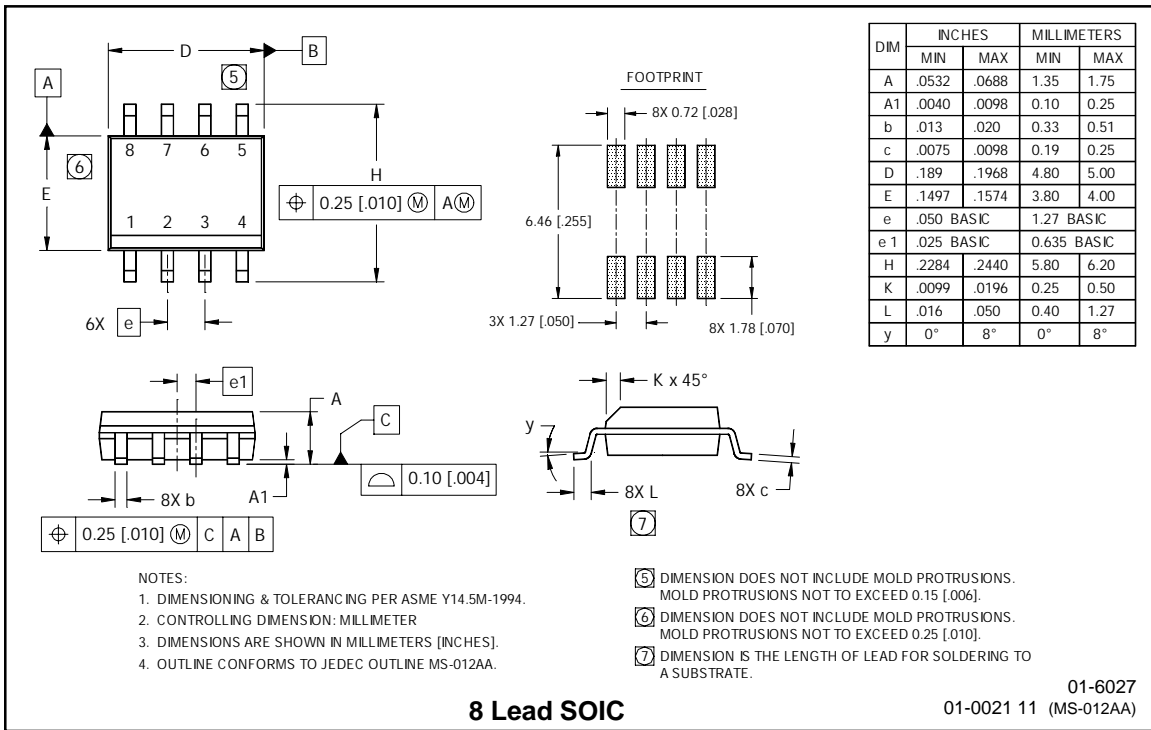 D
B
5
A
8 7 6 5
6
E
H
0.25 [.010] M A M
1 2 3 4
6X e
FOOTPRINT
8X 0.72 [.028]
6.46 [.255]
3X 1.27 [.050]
8X 1.78 [.070]
DIM INCHES MILLIMETERS
MIN MAX MIN MAX
A .0532 .0688 1.35 1.75
A1 .0040 .0098 0.10 0.25
b .013 .020 0.33 0.51
c .0075 .0098 0.19 0.25
D .189 .1968 4.80 5.00
E .1497 .1574 3.80 4.00
e .050 BASIC 1.27 BASIC
e 1 .025 BASIC 0.635 BASIC
H .2284 .2440 5.80 6.20
K .0099 .0196 0.25 0.50
L .016 .050 0.40 1.27
y 0° 8° 0° 8°
e1
A
C
0.10 [.004]
8X b
A1
0.25 [.010] M C A B
K x 45°
y
8X L
8X c
7
NOTES:
1. DIMENSIONING & TOLERANCING PER ASME Y14.5M-1994.
2. CONTROLLING DIMENSION: MILLIMETER
3. DIMENSIONS ARE SHOWN IN MILLIMETERS [INCHES].
4. OUTLINE CONFORMS TO JEDEC OUTLINE MS-012AA.
5 DIMENSION DOES NOT INCLUDE MOLD PROTRUSIONS.
MOLD PROTRUSIONS NOT TO EXCEED 0.15 [.006].
6 DIMENSION DOES NOT INCLUDE MOLD PROTRUSIONS.
MOLD PROTRUSIONS NOT TO EXCEED 0.25 [.010].
7 DIMENSION IS THE LENGTH OF LEAD FOR SOLDERING TO
A SUBSTRATE.
8 Lead SOIC
01-6027
01-0021 11 (MS-012AA)